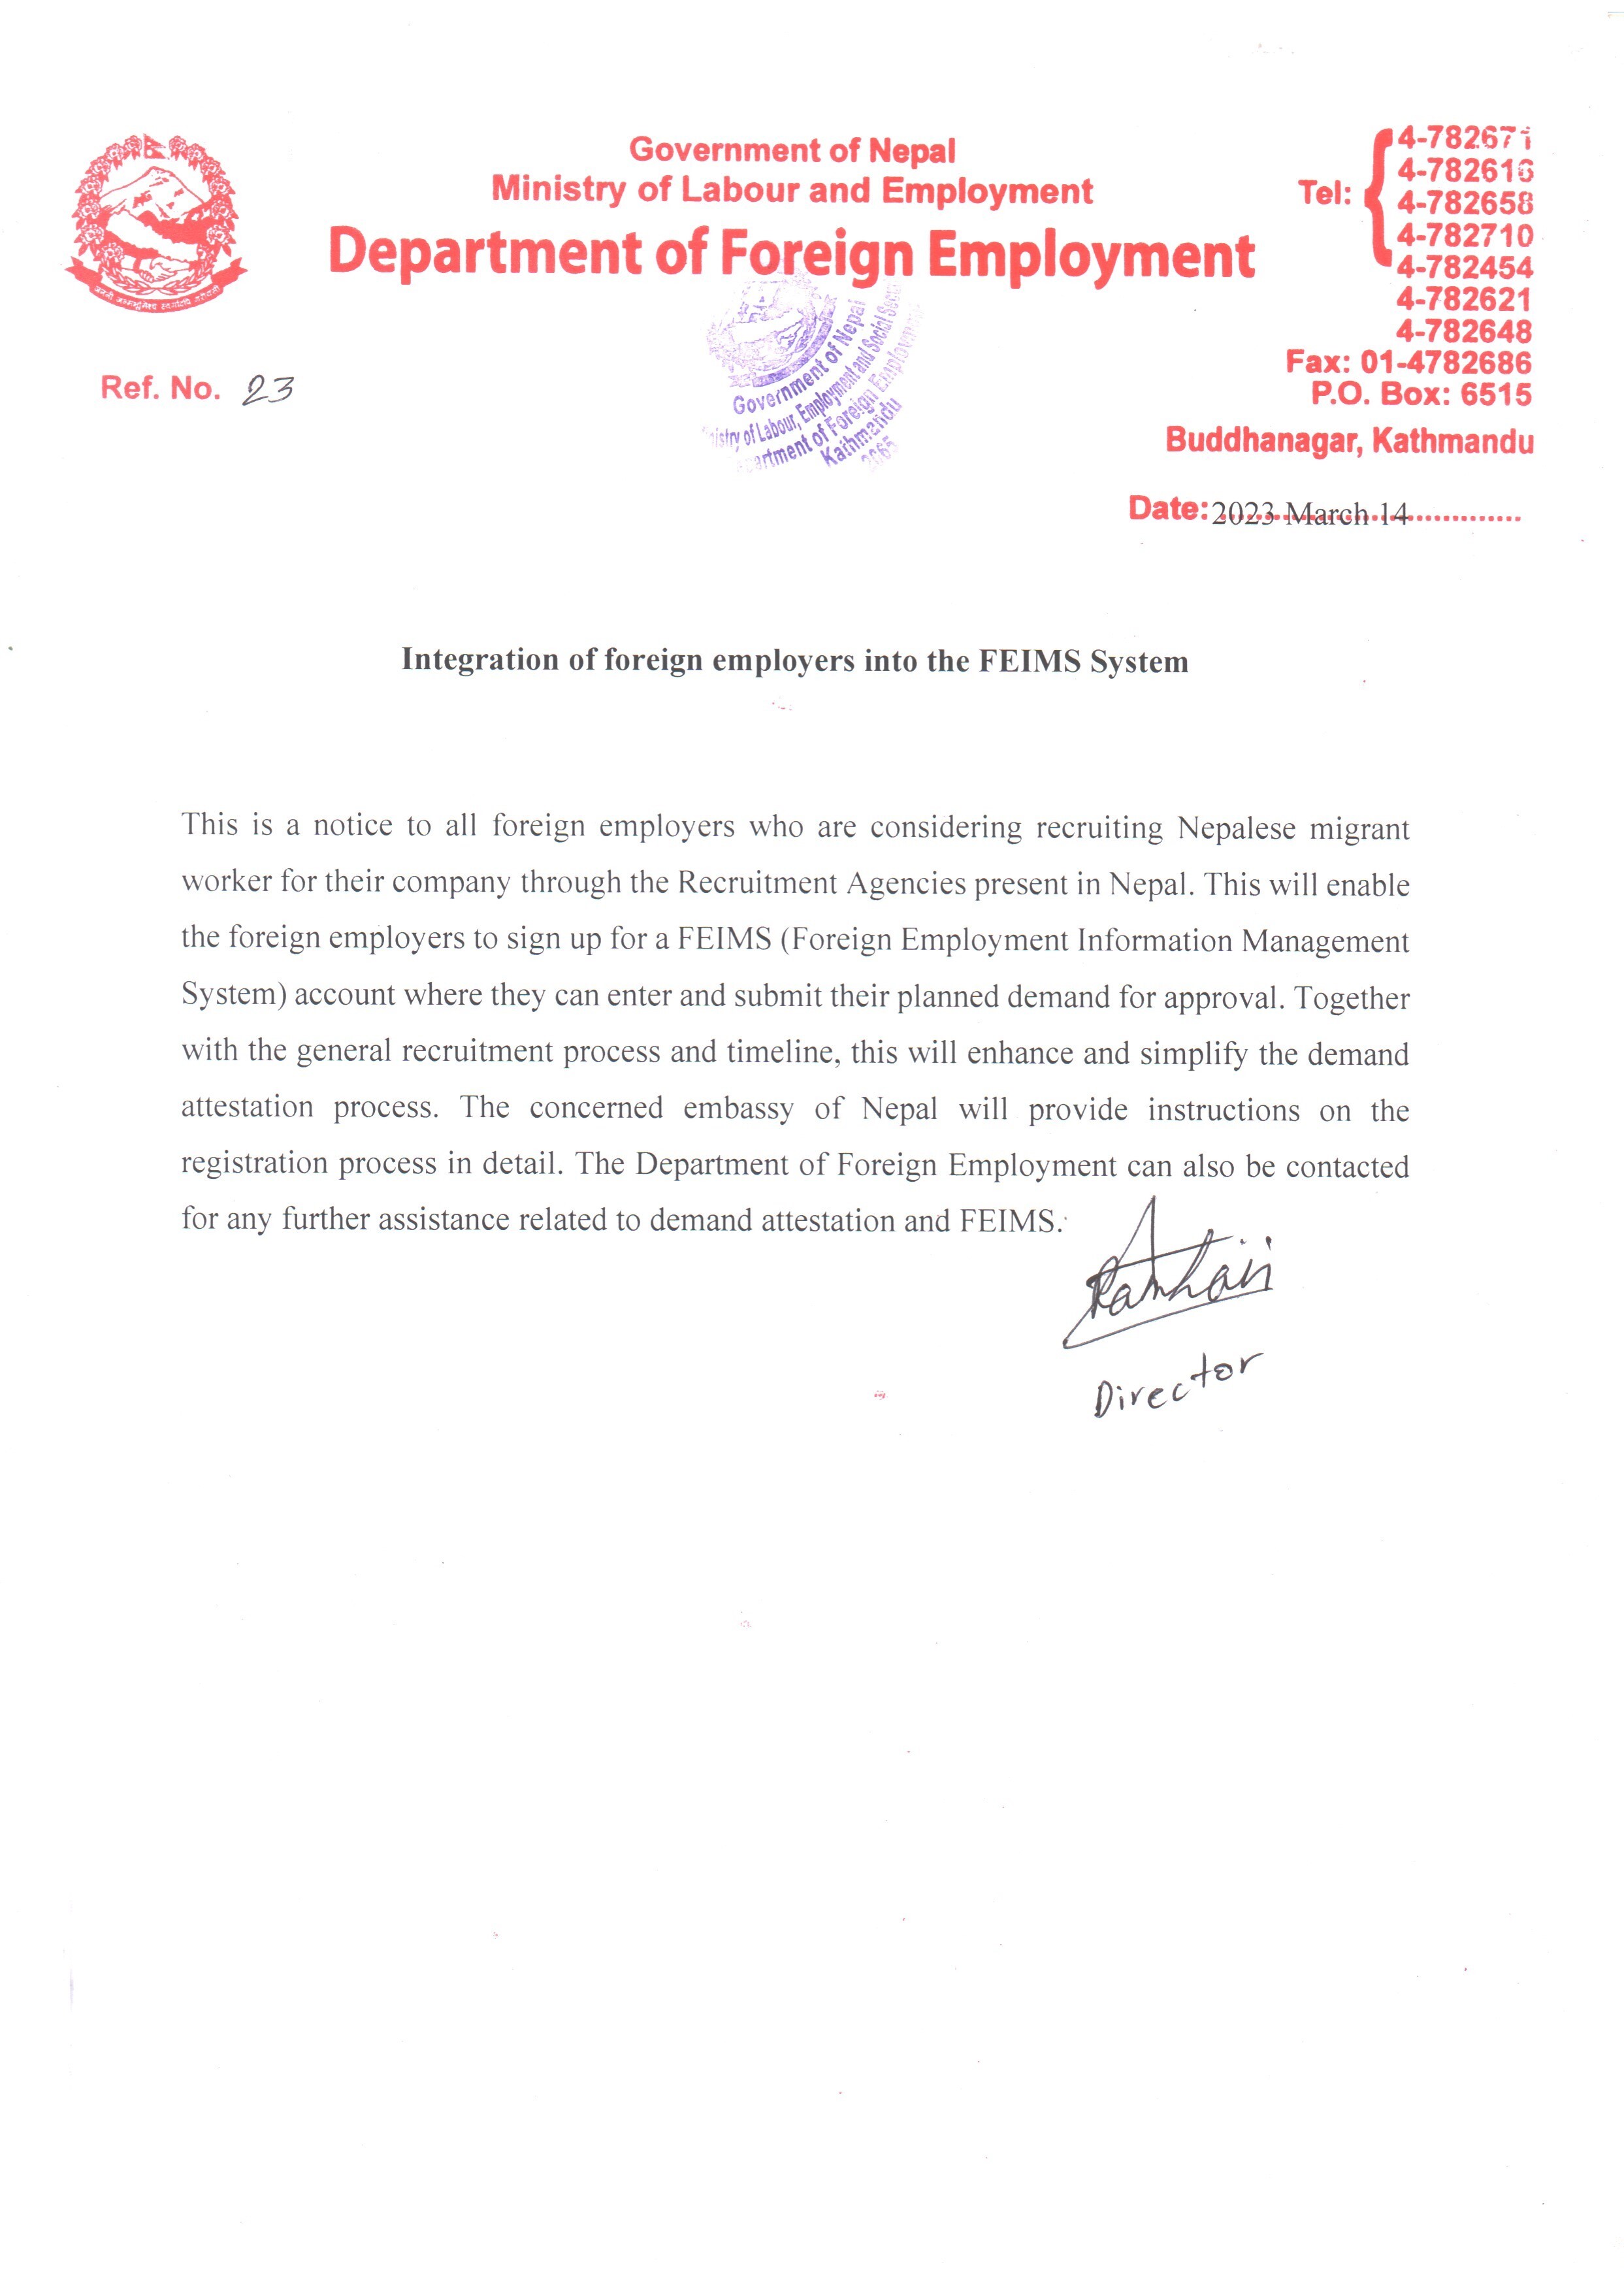 Government of Nepal
Ministry of Labour and Employment
Department of Foreign Employment
Tel:
4-782671
4-782616
4-782658
4-782710
4-782454
4-782621
4-782648
Fax: 01-4782686
P.O. Box: 6515
Buddhanagar, Kathmandu
जननी जन्मभूमिश्च स्वर्गादपि गरीयसी
Government of Nepal
of Labour, Employment and Social
of Foreign Employment
Kathmandu
2065
Ref. No. 23
Date: 2023 March 14
Integration of foreign employers into the FEIMS System
This is a notice to all foreign employers who are considering recruiting Nepalese migrant
worker for their company through the Recruitment Agencies present in Nepal. This will enable
the foreign employers to sign up for a FEIMS (Foreign Employment Information Management
System) account where they can enter and submit their planned demand for approval. Together
with the general recruitment process and timeline, this will enhance and simplify the demand
attestation process. The concerned embassy of Nepal will provide instructions on the
registration process in detail. The Department of Foreign Employment can also be contacted
for any further assistance related to demand attestation and FEIMS.
Director